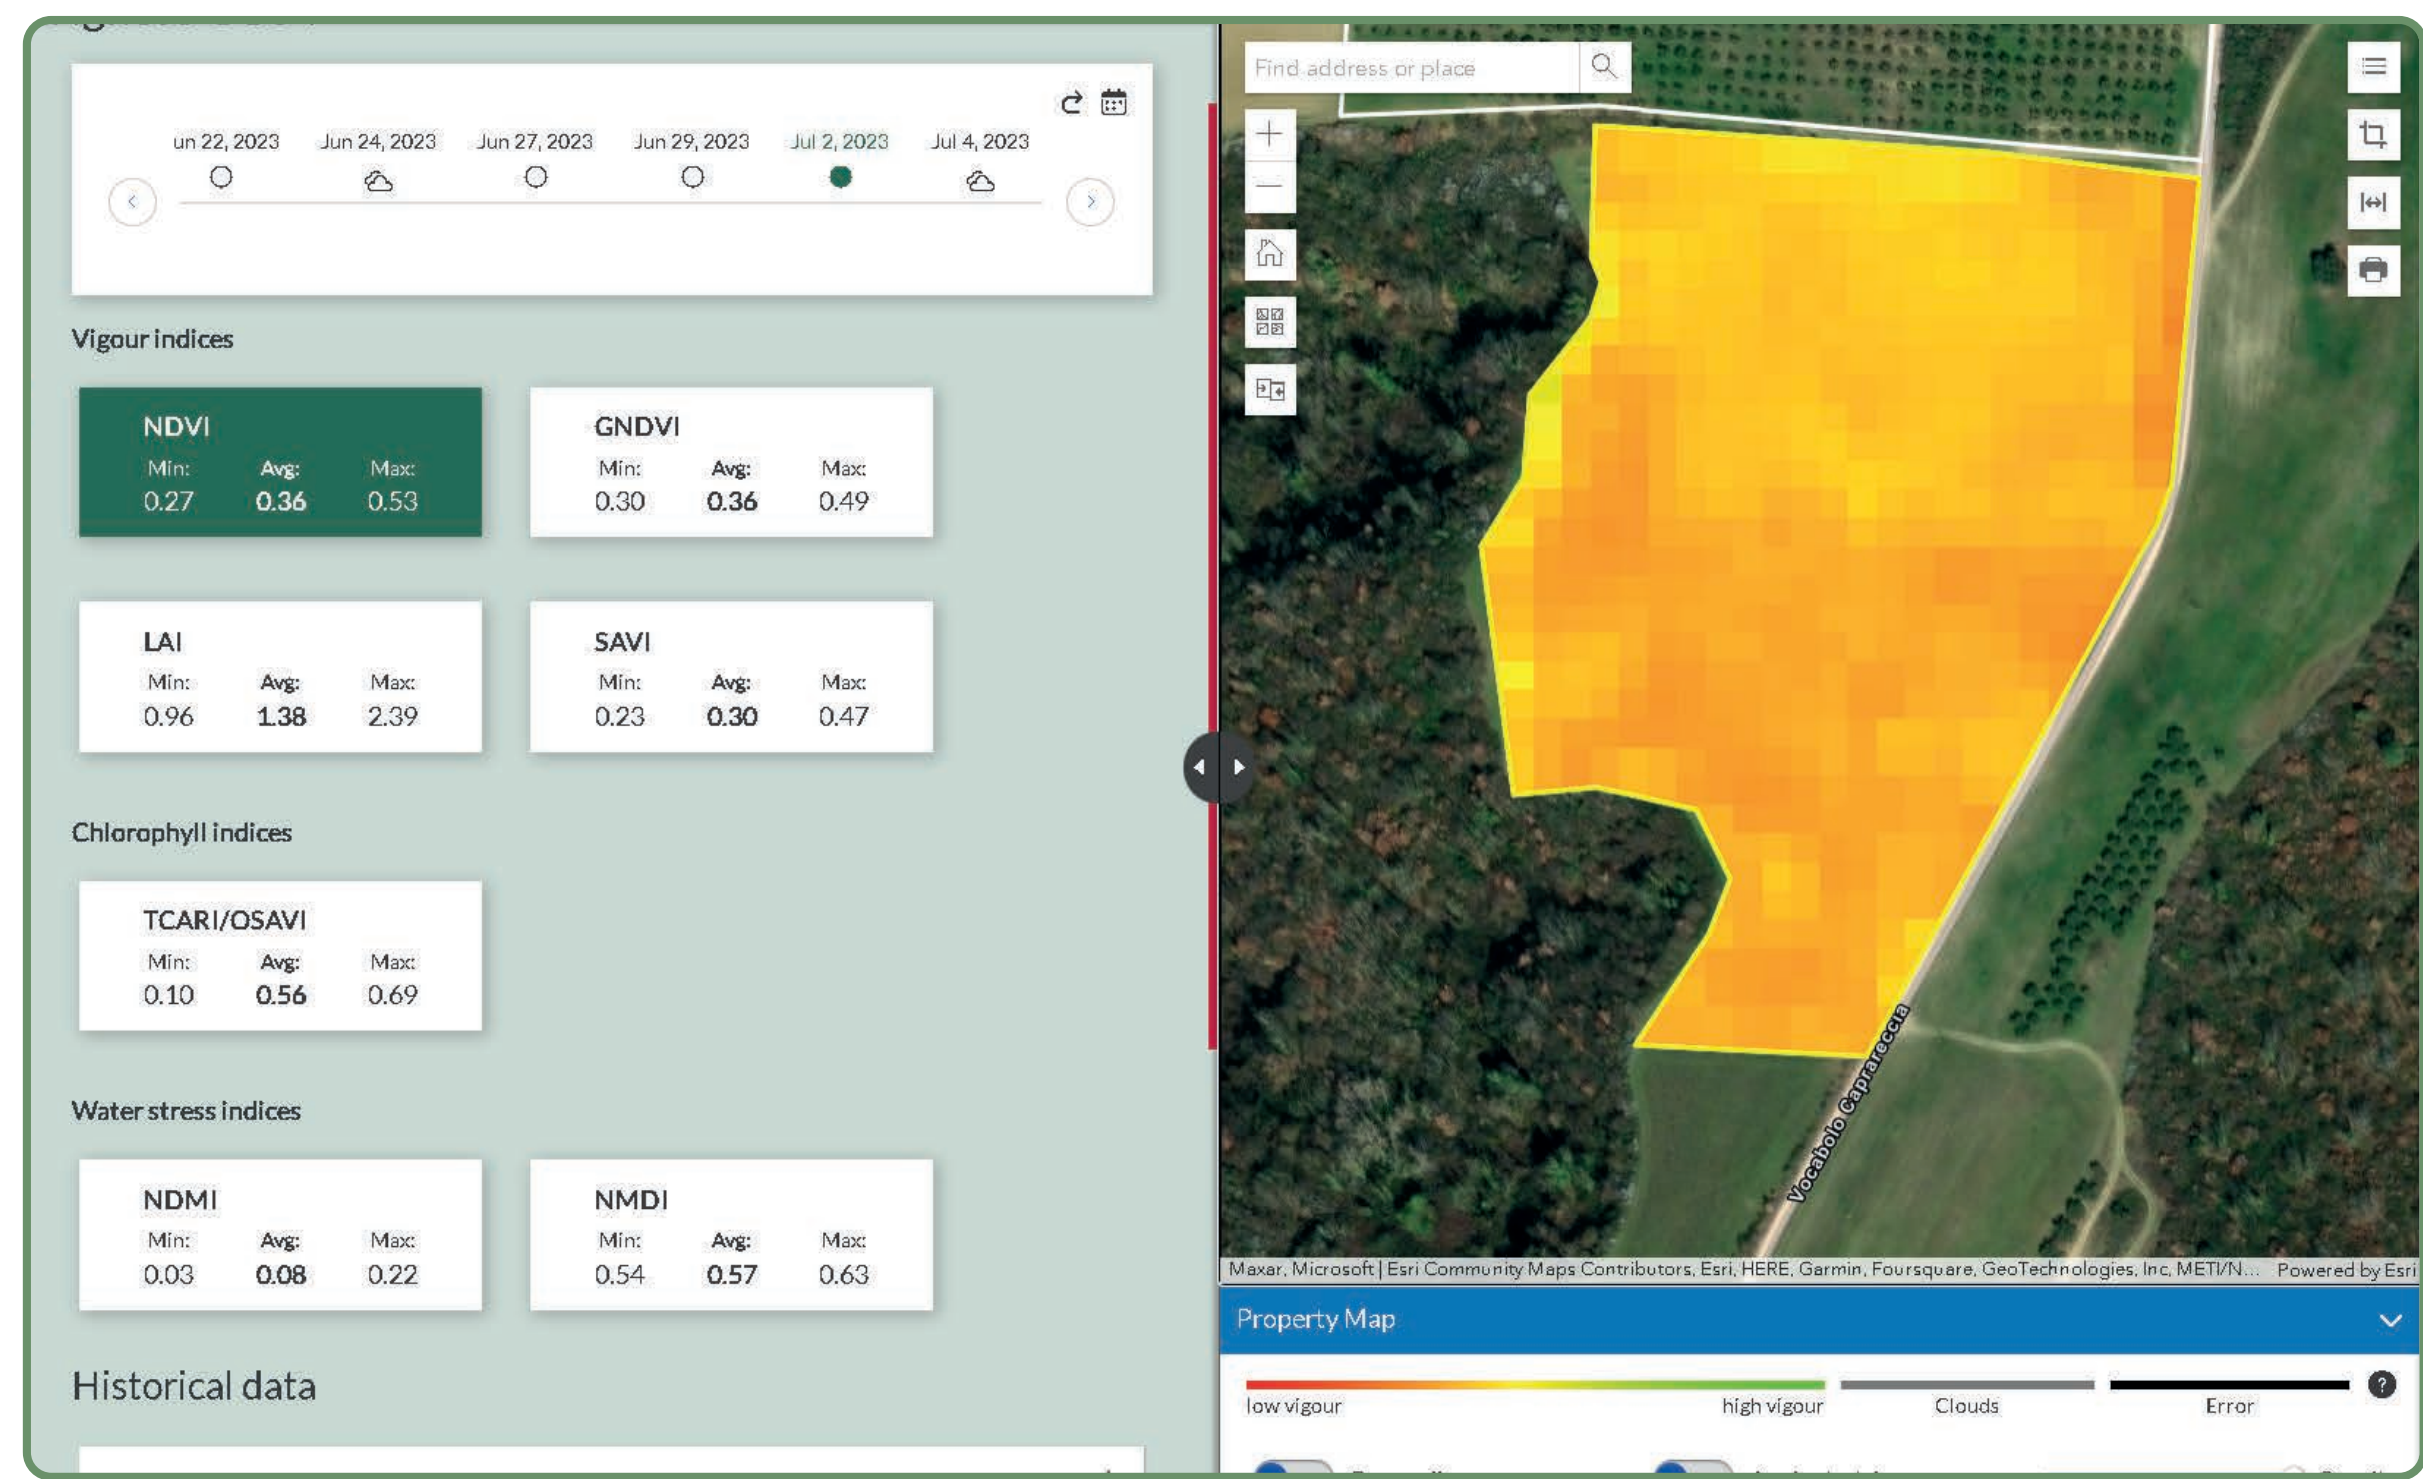 un 22, 2023 Jun 24, 2023 Jun 27, 2023 Jun 29, 2023 Jul 2, 2023 Jul 4, 2023
Vigour indices
NDVI
Min: Avg: Max:
0.27 0.36 0.53
GNDVI
Min: Avg: Max:
0.30 0.36 0.49
LAI
Min: Avg: Max:
0.96 1.38 2.39
SAVI
Min: Avg: Max:
0.23 0.30 0.47
Chlorophyll indices
TCARI/OSAVI
Min: Avg: Max:
0.10 0.56 0.69
Water stress indices
NDMI
Min: Avg: Max:
0.03 0.08 0.22
NMDI
Min: Avg: Max:
0.54 0.57 0.63
Historical data
Find address or place
Vocabolo Caprareccia
Maxar, Microsoft | Esri Community Maps Contributors, Esri, HERE, Garmin, Foursquare, GeoTechnologies, Inc, METI/N... Powered by Esri
Property Map
low vigour high vigour Clouds Error
?